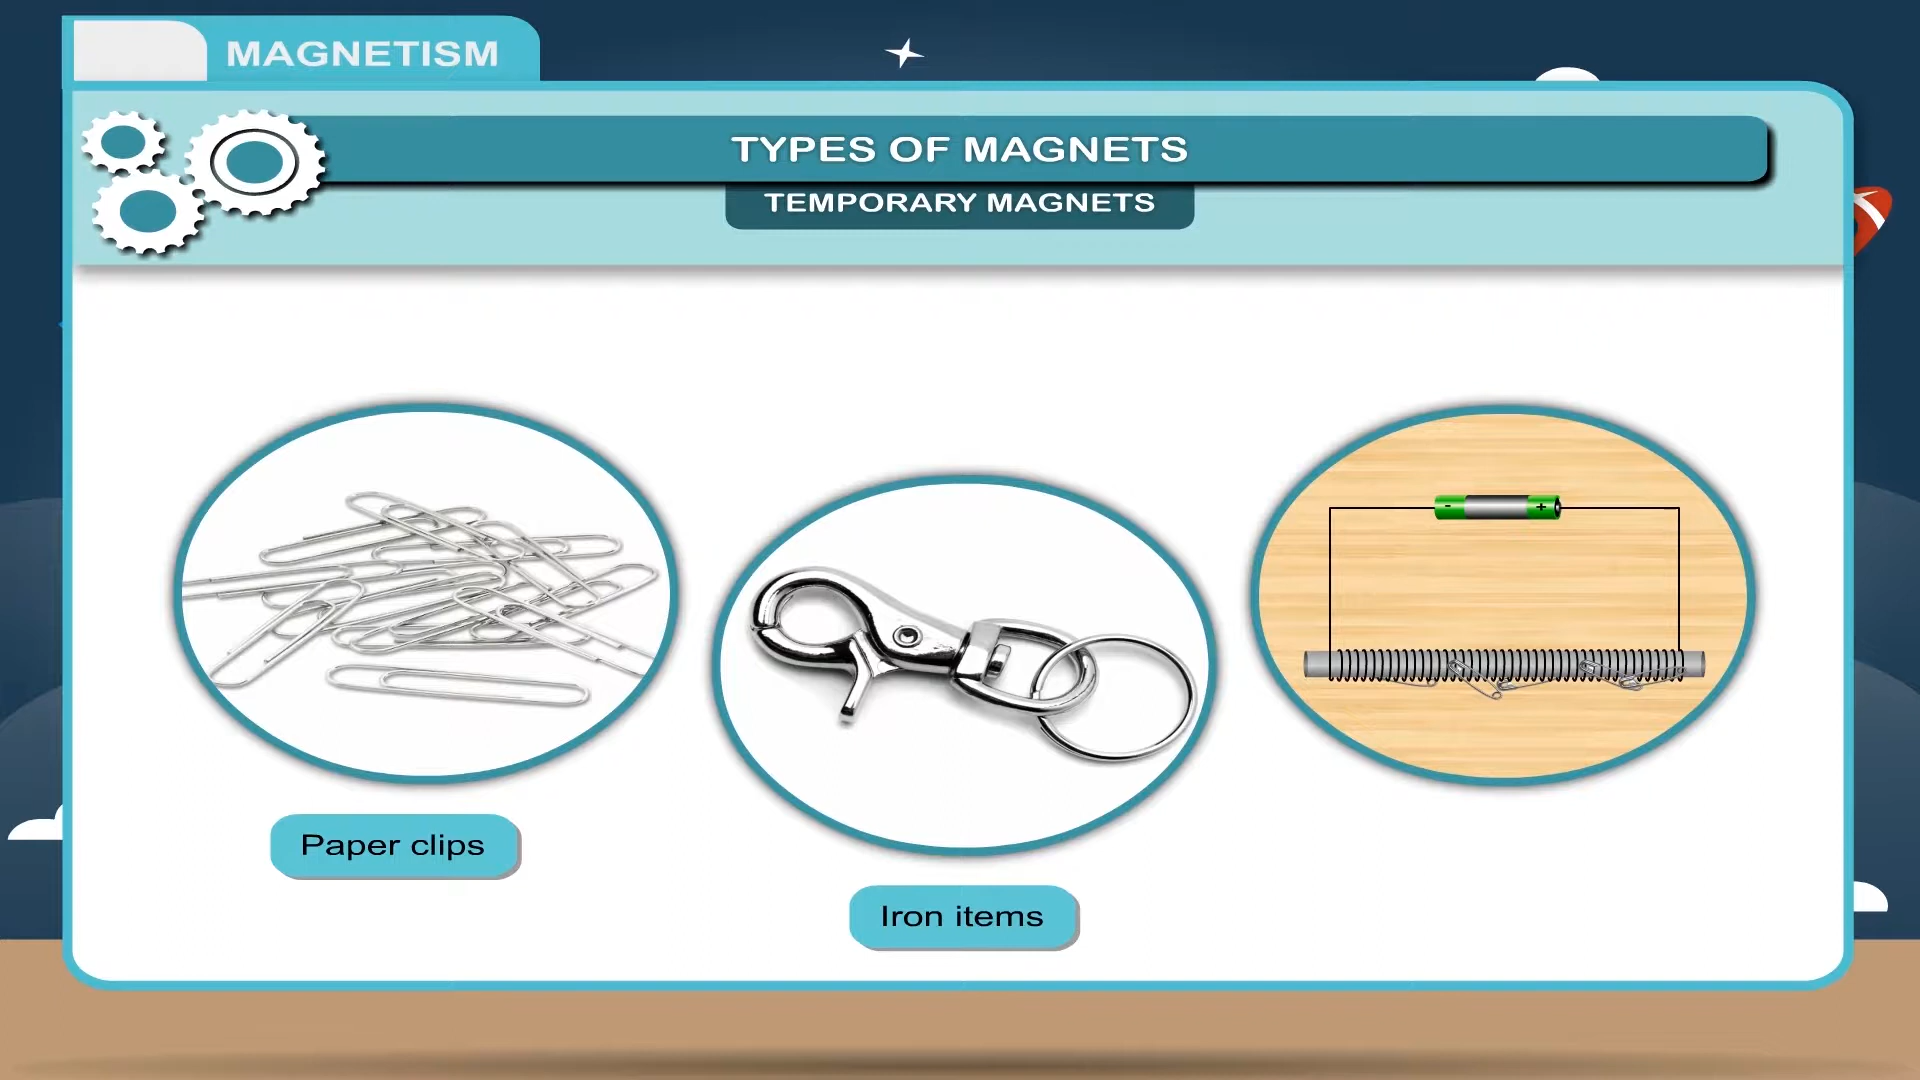 MAGNETISM
TYPES OF MAGNETS
TEMPORARY MAGNETS
- +
Paper clips
Iron items